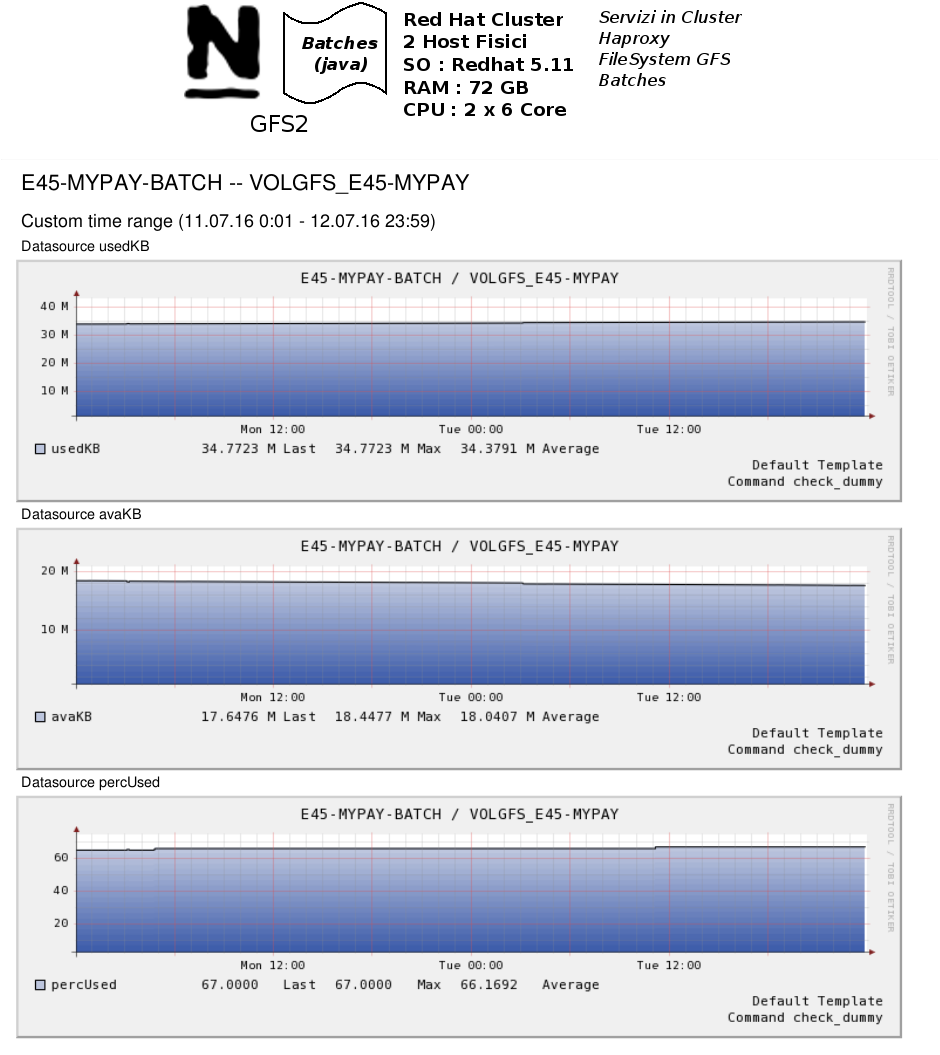 N
Batches
(java)
GFS2
Red Hat Cluster
2 Host Fisici
SO : Redhat 5.11
RAM : 72 GB
CPU : 2 x 6 Core
Servizi in Cluster
Haproxy
FileSystem GFS
Batches
E45-MYPAY-BATCH -- VOLGFS_E45-MYPAY
Custom time range (11.07.16 0:01 - 12.07.16 23:59)
Datasource usedKB
E45-MYPAY-BATCH / VOLGFS_E45-MYPAY
RRDTOOL / TOBI OETIKER
40 M
30 M
20 M
10 M
Mon 12:00 Tue 00:00 Tue 12:00
usedKB 34.7723 M Last 34.7723 M Max 34.3791 M Average
Default Template
Command check_dummy
Datasource avaKB
E45-MYPAY-BATCH / VOLGFS_E45-MYPAY
RRDTOOL / TOBI OETIKER
20 M
10 M
Mon 12:00 Tue 00:00 Tue 12:00
avaKB 17.6476 M Last 18.4477 M Max 18.0407 M Average
Default Template
Command check_dummy
Datasource percUsed
E45-MYPAY-BATCH / VOLGFS_E45-MYPAY
RRDTOOL / TOBI OETIKER
60
40
20
Mon 12:00 Tue 00:00 Tue 12:00
percUsed 67.0000 Last 67.0000 Max 66.1692 Average
Default Template
Command check_dummy